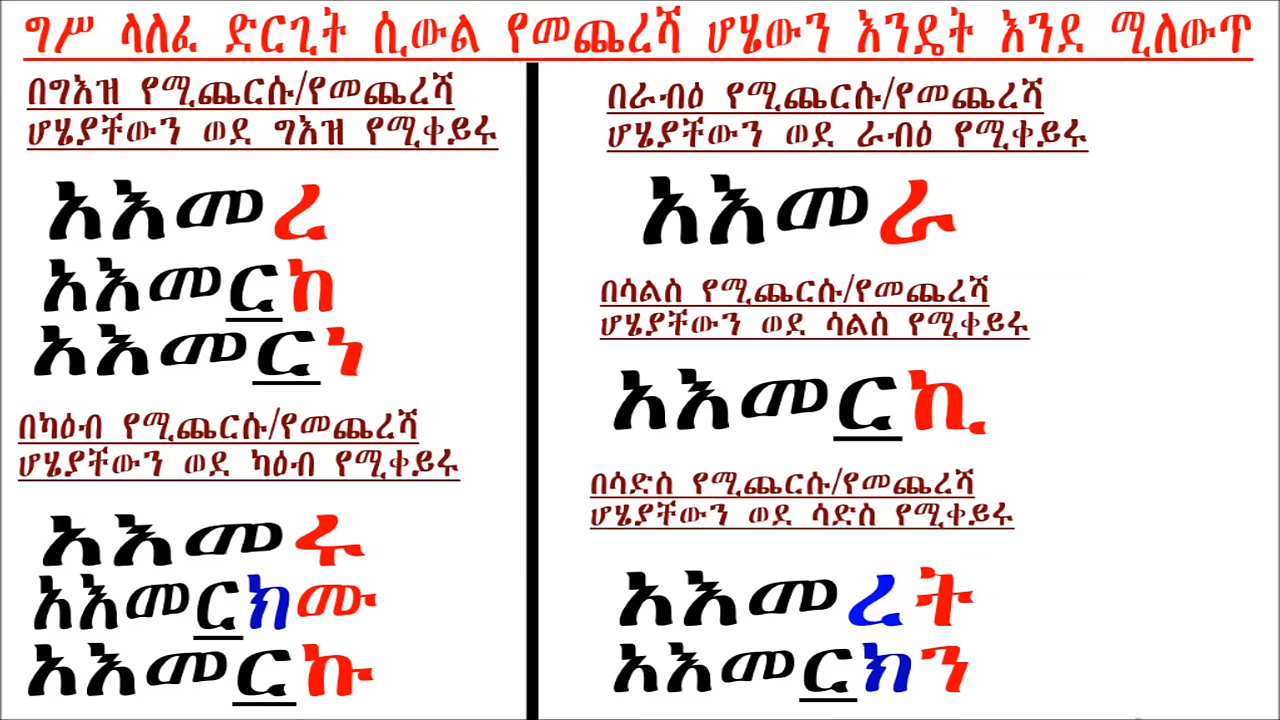 ግሥ ላለፈ ድርጊት ሲውል የመጨረሻ ሆሄውን እንዴት እንደ ሚለውጥ
በግእዝ የሚጨርሱ/የመጨረሻ
ሆሄያቸውን ወደ ግእዝ የሚቀይሩ
አእመረ
አእመርከ
አእመርነ
በካዕብ የሚጨርሱ/የመጨረሻ
ሆሄያቸውን ወደ ካዕብ የሚቀይሩ
አእመሩ
አእመርክሙ
አእመርኩ
በራብዕ የሚጨርሱ/የመጨረሻ
ሆሄያቸውን ወደ ራብዕ የሚቀይሩ
አእመራ
በሳልስ የሚጨርሱ/የመጨረሻ
ሆሄያቸውን ወደ ሳልስ የሚቀይሩ
አእመርኪ
በሳድስ የሚጨርሱ/የመጨረሻ
ሆሄያቸውን ወደ ሳድስ የሚቀይሩ
አእመረት
አእመርክን